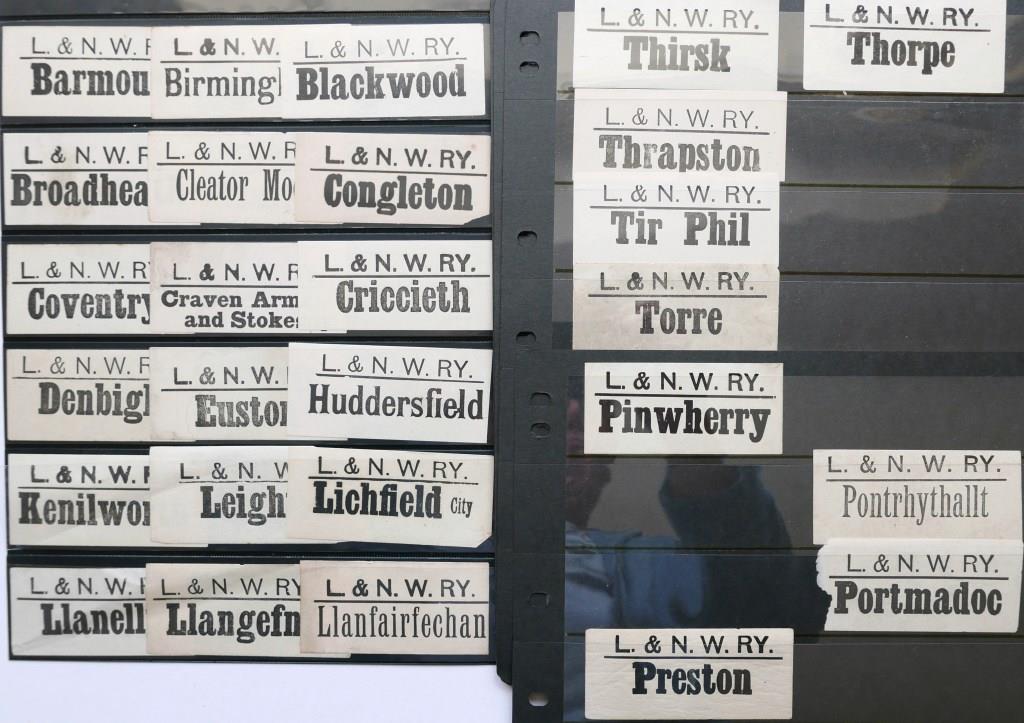 L. & N. W. R
Barmou
L. & N. W.
Birmingh
L. & N. W. RY.
Blackwood
L. & N. W. R
Broadhea
L. & N. W. R
Cleator Mo
L. & N. W. RY.
Congleton
L. & N. W. R
Coventry
L. & N. W. R
Craven Arm
and Stokes
L. & N. W. RY.
Criccieth
L. & N. W. R
Denbigh
L. & N. W.
Euston
L. & N. W. RY.
Huddersfield
L. & N. W. R
Kenilwor
L. & N. W
Leigh
L. & N. W. RY.
Lichfield City
L. & N. W. R
Llanell
L. & N. W. RY
Llangefn
L. & N. W. RY.
Llanfairfechan
L. & N. W. RY.
Thirsk
L. & N. W. RY.
Thorpe
L. & N. W. RY.
Thrapston
L. & N. W. RY.
Tir Phil
L. & N. W. RY.
Torre
L. & N. W. RY.
Pinwherry
L. & N. W. RY.
Pontrhythallt
L. & N. W. RY.
Portmadoc
L. & N. W. RY.
Preston